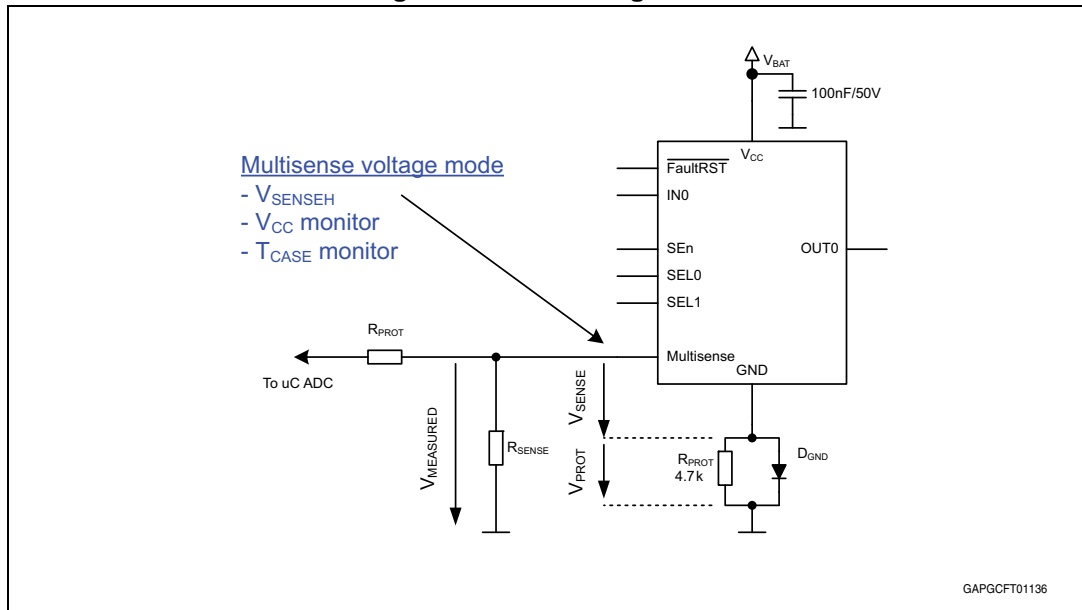 VBAT
100nF/50V
Multisense voltage mode
- VSENSEH
- VCC monitor
- TCASE monitor
VCC
FaultRST
IN0
SEn
OUT0
SEL0
SEL1
RPROT
Multisense
GND
To uC ADC
VMEASURED
RSENSE
VSENSE
VPROT
RPROT
4.7k
DGND
GAPGCFT01136